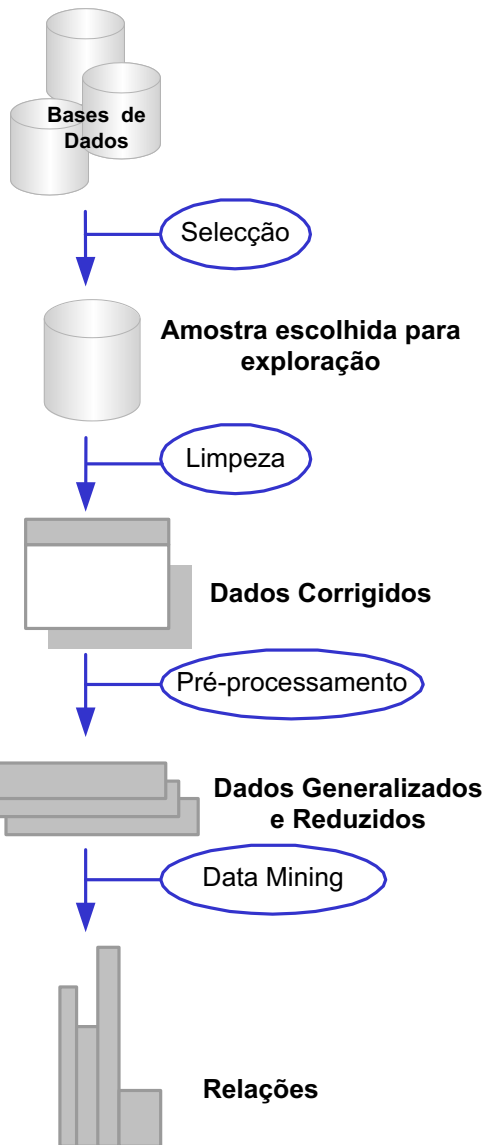 Bases de
Dados
Selecção
Amostra escolhida para
exploração
Limpeza
Dados Corrigidos
Pré-processamento
Dados Generalizados
e Reduzidos
Data Mining
Relações